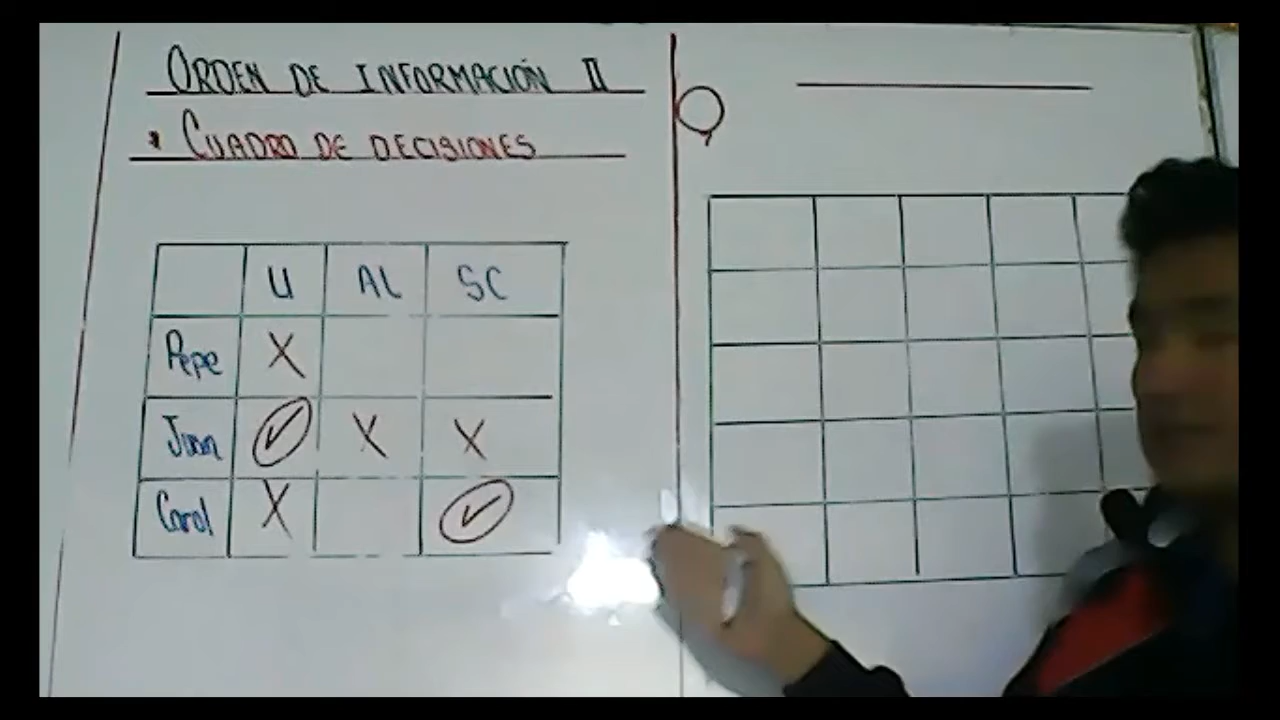 ORDEN DE INFORMACIÓN II
• CUADRO DE DECISIONES
U AL SC
Pepe X
Juan ✓ X X
Carol X ✓